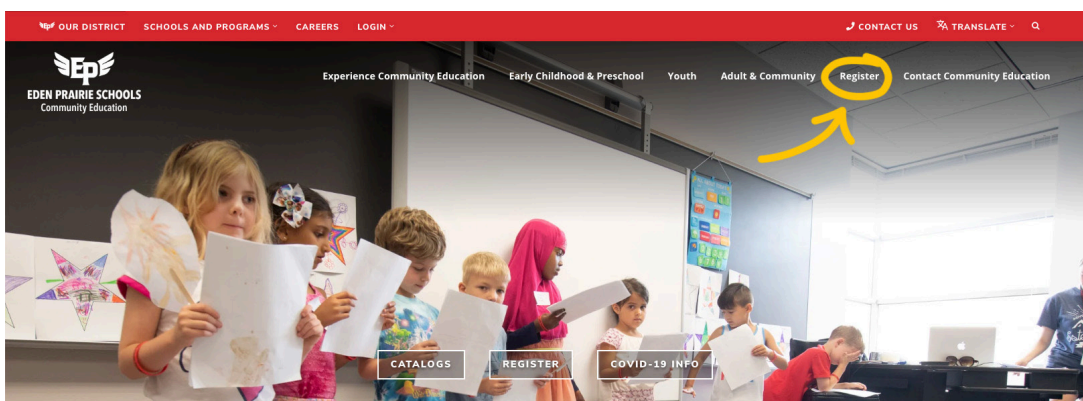 OUR DISTRICT SCHOOLS AND PROGRAMS CAREERS LOGIN CONTACT US TRANSLATE
EP
EDEN PRAIRIE SCHOOLS
Community Education
Experience Community Education Early Childhood & Preschool Youth Adult & Community Register Contact Community Education
CATALOGS REGISTER COVID-19 INFO